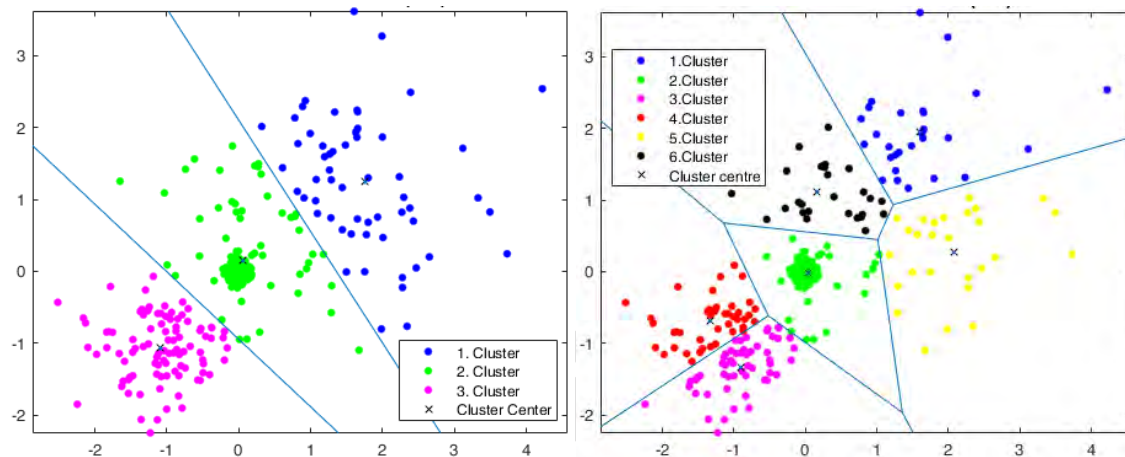 3
2
1
0
-1
-2
-2
-1
0
1
2
3
4
1. Cluster
2. Cluster
3. Cluster
Cluster Center
3
2
1
0
-1
-2
-2
-1
0
1
2
3
4
1.Cluster
2.Cluster
3.Cluster
4.Cluster
5.Cluster
6.Cluster
Cluster centre